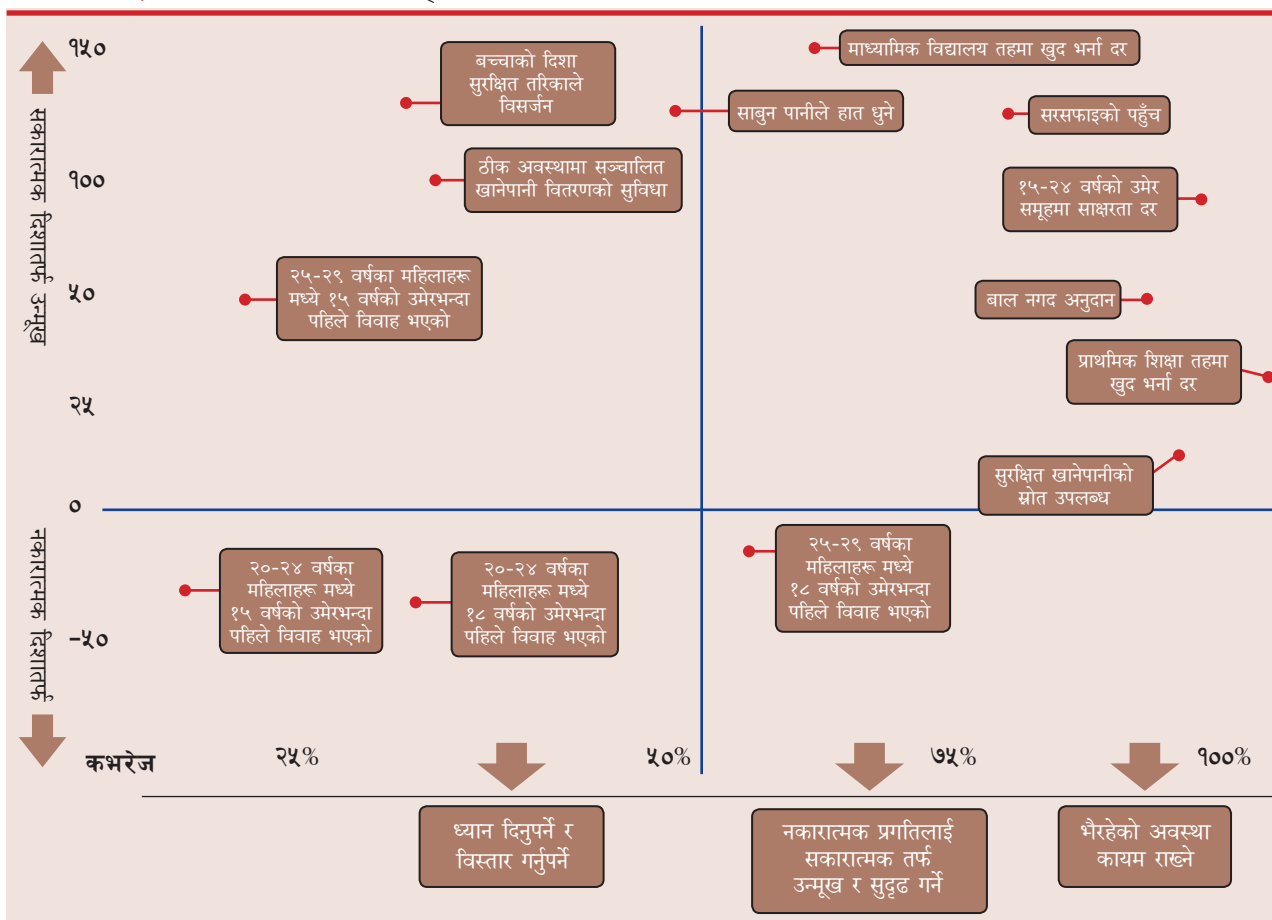 १५०
सकारात्मक दिशातर्फ उन्मूख
बच्चाको दिशा
सुरक्षित तरिकाले
विसर्जन
माध्यामिक विद्यालय तहमा खुद भर्ना दर
साबुन पानीले हात धुने
सरसफाइको पहुँच
१००
ठीक अवस्थामा सञ्चालित
खानेपानी वितरणको सुविधा
१५-२४ वर्षको उमेर
समूहमा साक्षरता दर
५०
२५-२९ वर्षका महिलाहरू
मध्ये १५ वर्षको उमेरभन्दा
पहिले विवाह भएको
बाल नगद अनुदान
प्राथमिक शिक्षा तहमा
खुद भर्ना दर
२५
सुरक्षित खानेपानीको
स्रोत उपलब्ध
०
नकारात्मक दिशातर्फ
२०-२४ वर्षका
महिलाहरू मध्ये
१५ वर्षको उमेरभन्दा
पहिले विवाह भएको
२०-२४ वर्षका
महिलाहरू मध्ये
१८ वर्षको उमेरभन्दा
पहिले विवाह भएको
२५-२९ वर्षका
महिलाहरू मध्ये
१८ वर्षको उमेरभन्दा
पहिले विवाह भएको
-५०
कभरेज
२५%
५०%
७५%
१००%
ध्यान दिनुपर्ने र
विस्तार गर्नुपर्ने
नकारात्मक प्रगतिलाई
सकारात्मक तर्फ
उन्मूख र सुदृढ गर्ने
भैरहेको अवस्था
कायम राख्ने